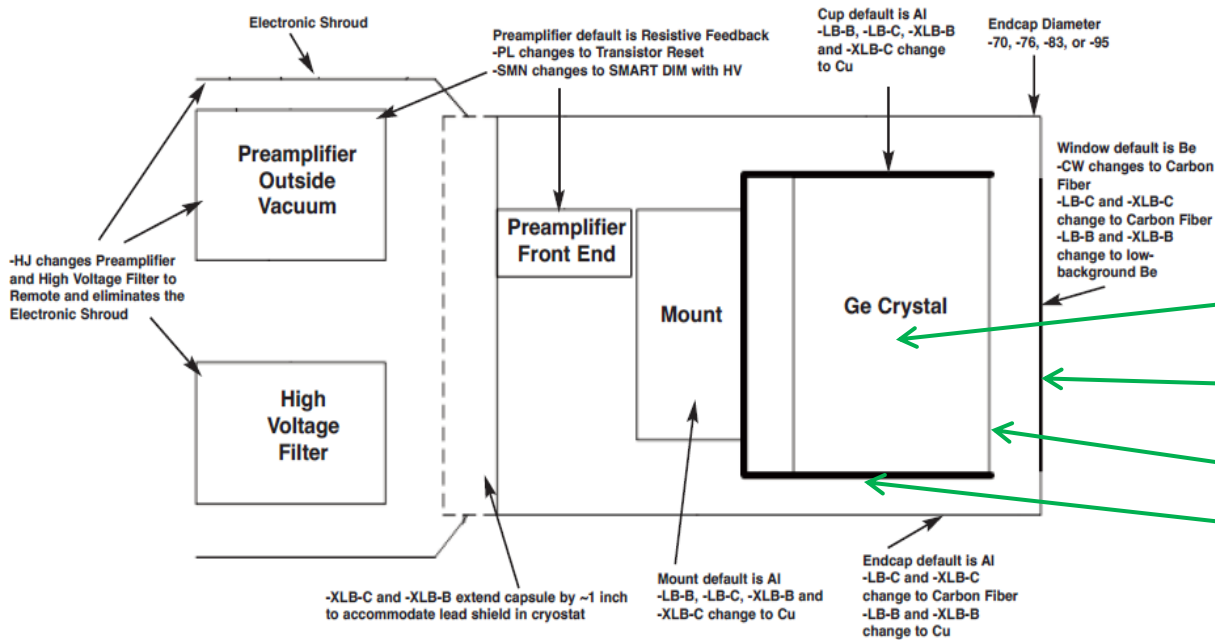 Electronic Shroud
Preamplifier default is Resistive Feedback
-PL changes to Transistor Reset
-SMN changes to SMART DIM with HV
Cup default is Al
-LB-B, -LB-C, -XLB-B
and -XLB-C change
to Cu
Endcap Diameter
-70, -76, -83, or -95
Preamplifier
Outside
Vacuum
Window default is Be
-CW changes to Carbon
Fiber
-LB-C and -XLB-C
change to Carbon Fiber
-LB-B and -XLB-B
change to low-
background Be
Preamplifier
Front End
-HJ changes Preamplifier
and High Voltage Filter to
Remote and eliminates the
Electronic Shroud
Mount
Ge Crystal
High
Voltage
Filter
-XLB-C and -XLB-B extend capsule by ~1 inch
to accommodate lead shield in cryostat
Mount default is Al
-LB-B, -LB-C, -XLB-B and
-XLB-C change to Cu
Endcap default is Al
-LB-C and -XLB-C
change to Carbon Fiber
-LB-B and -XLB-B
change to Cu